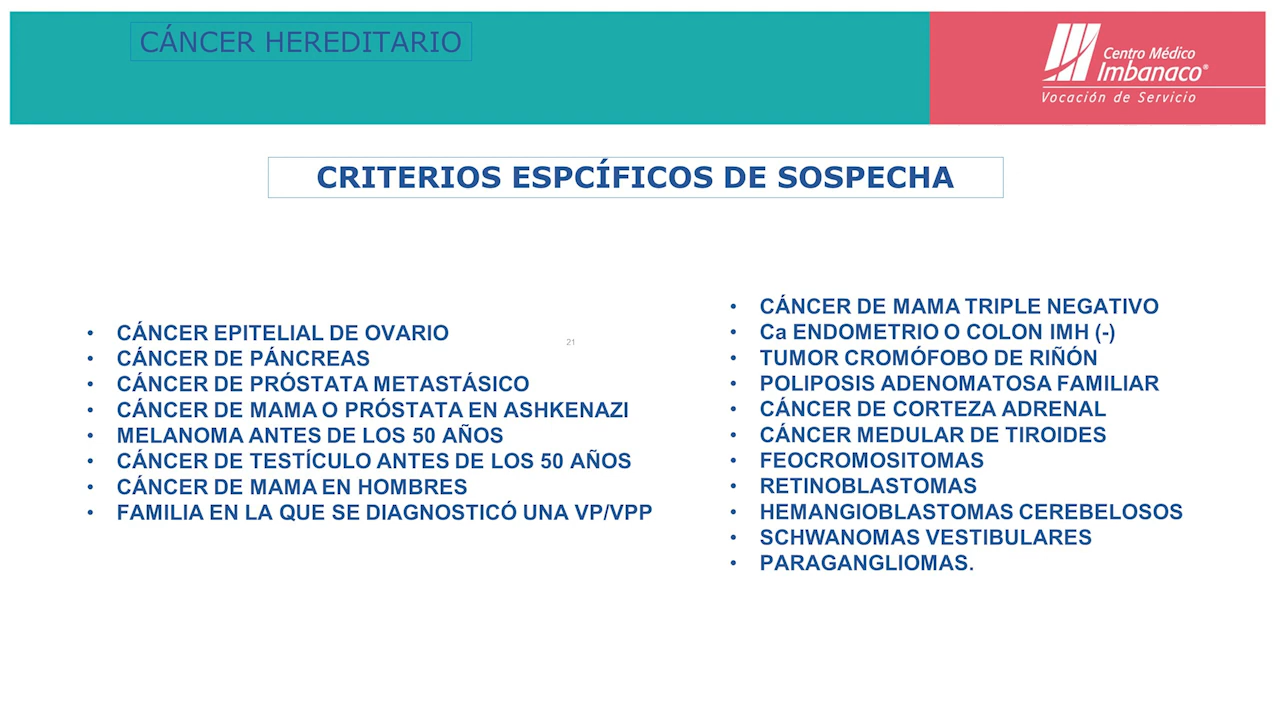 CÁNCER HEREDITARIO
Centro Médico
Imbanaco®
Vocación de Servicio
CRITERIOS ESPCÍFICOS DE SOSPECHA
• CÁNCER EPITELIAL DE OVARIO
• CÁNCER DE PÁNCREAS
• CÁNCER DE PRÓSTATA METASTÁSICO
• CÁNCER DE MAMA O PRÓSTATA EN ASHKENAZI
• MELANOMA ANTES DE LOS 50 AÑOS
• CÁNCER DE TESTÍCULO ANTES DE LOS 50 AÑOS
• CÁNCER DE MAMA EN HOMBRES
• FAMILIA EN LA QUE SE DIAGNOSTICÓ UNA VP/VPP
21
• CÁNCER DE MAMA TRIPLE NEGATIVO
• Ca ENDOMETRIO O COLON IMH (-)
• TUMOR CROMÓFOBO DE RIÑÓN
• POLIPOSIS ADENOMATOSA FAMILIAR
• CÁNCER DE CORTEZA ADRENAL
• CÁNCER MEDULAR DE TIROIDES
• FEOCROMOSITOMAS
• RETINOBLASTOMAS
• HEMANGIOBLASTOMAS CEREBELOSOS
• SCHWANOMAS VESTIBULARES
• PARAGANGLIOMAS.